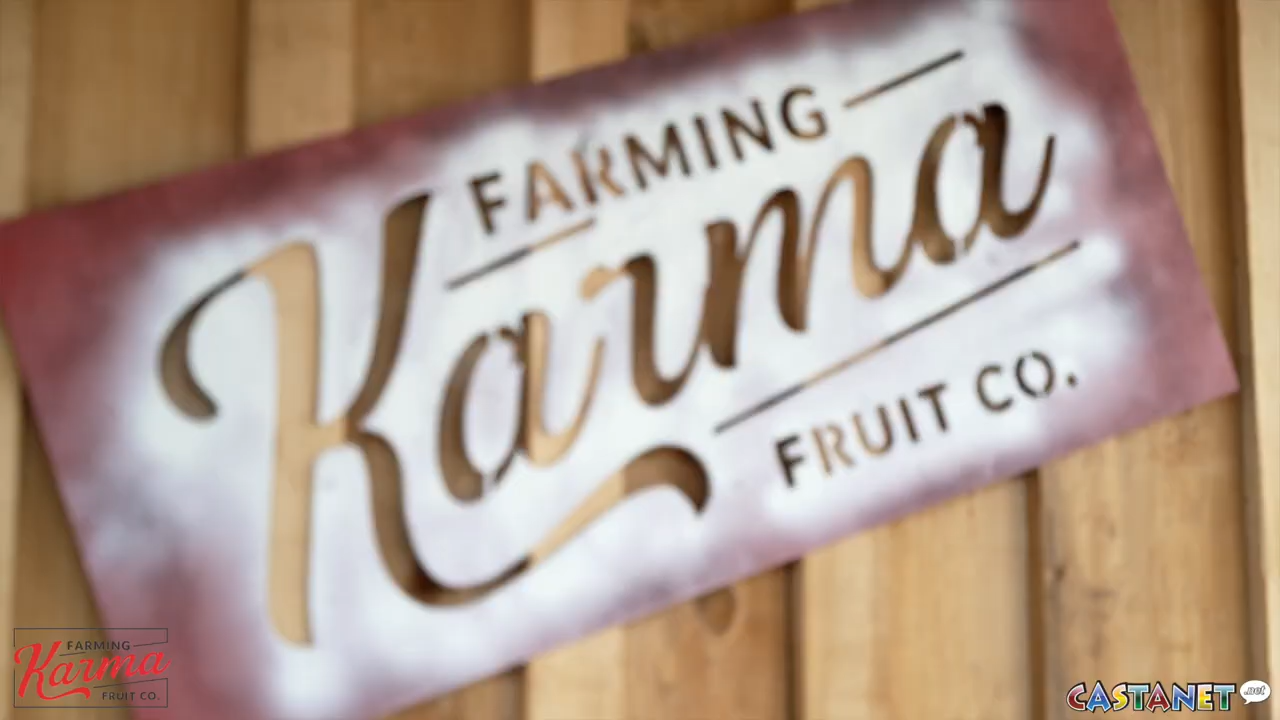 FARMING
Karma
FRUIT CO.
FARMING
Karma
FRUIT CO.
CASTANET
.net